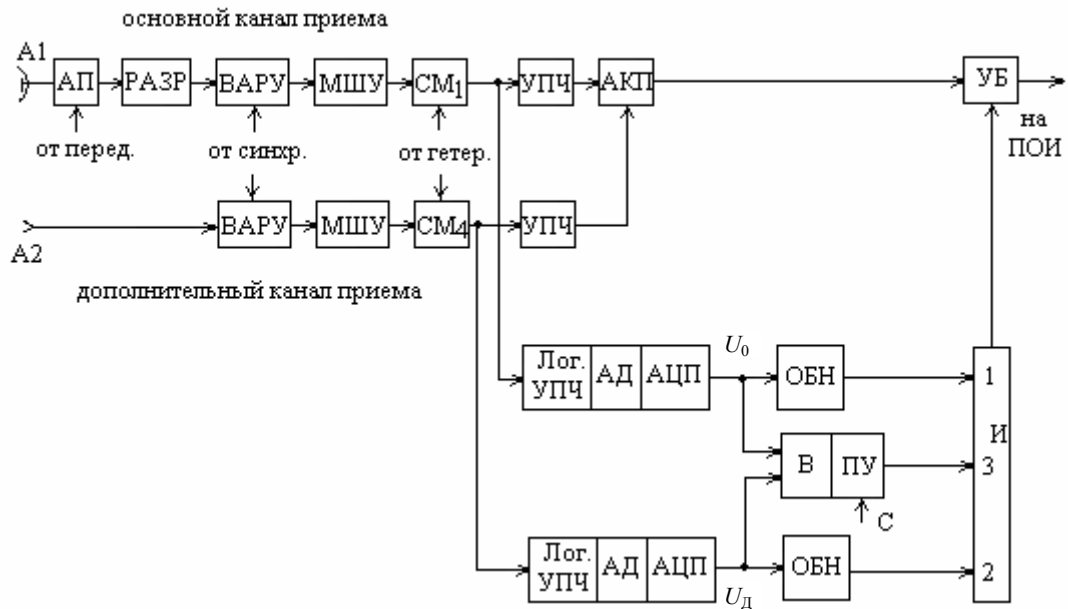 основной канал приема
А1
АП
РАЗР
ВАРУ
МШУ
СМ1
УПЧ
АКП
УБ
от перед.
от синхр.
от гетер.
на
ПОИ
А2
ВАРУ
МШУ
СМ4
УПЧ
дополнительный канал приема
Лог.
УПЧ
АД
АЦП
U0
ОБН
1
И
В
ПУ
3
С
Лог.
УПЧ
АД
АЦП
UД
ОБН
2